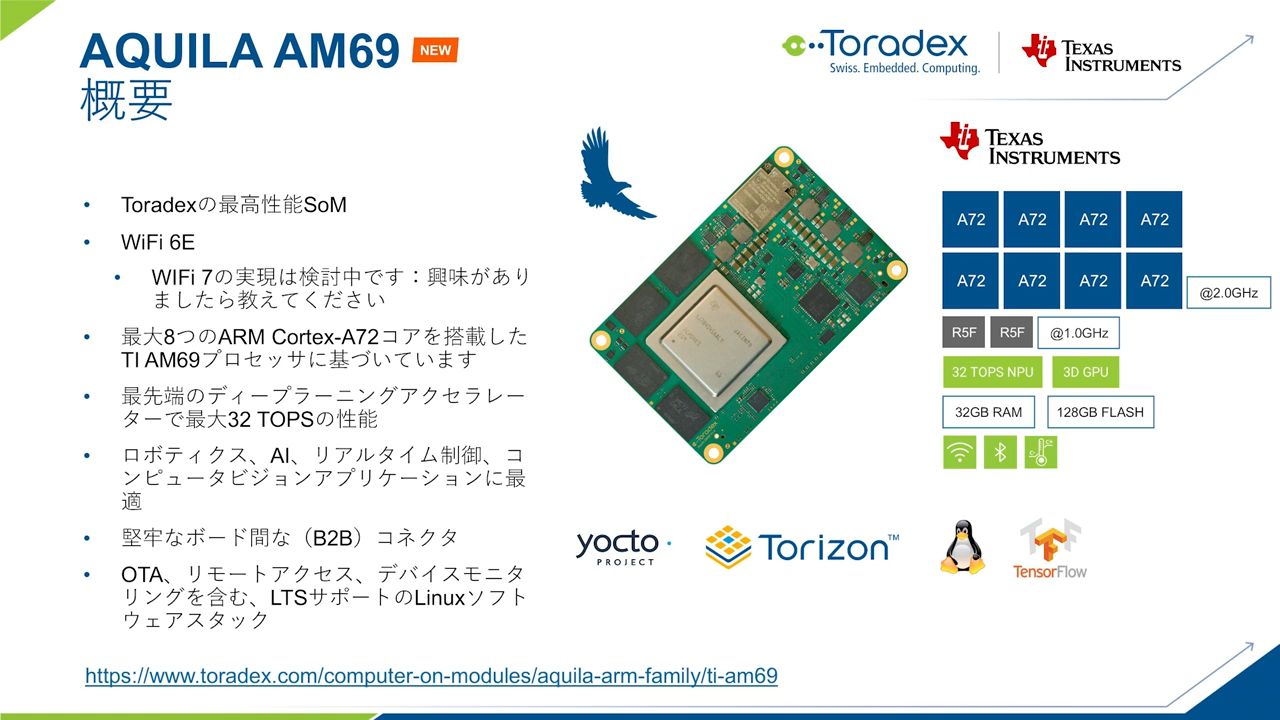 AQUILA AM69 NEW
概要
Toradex
Swiss. Embedded. Computing.
TEXAS
INSTRUMENTS
TEXAS
INSTRUMENTS
• Toradexの最高性能SoM
• WiFi 6E
• WIFi 7の実現は検討中です：興味があり
ましたら教えてください
• 最大8つのARM Cortex-A72コアを搭載した
TI AM69プロセッサに基づいています
• 最先端のディープラーニングアクセラレー
ターで最大32 TOPSの性能
• ロボティクス、AI、リアルタイム制御、コ
ンピュータビジョンアプリケーションに最
適
• 堅牢なボード間な（B2B）コネクタ
• OTA、リモートアクセス、デバイスモニタ
リングを含む、LTSサポートのLinuxソフト
ウェアスタック
A72 A72 A72 A72
A72 A72 A72 A72
@2.0GHz
R5F R5F @1.0GHz
32 TOPS NPU 3D GPU
32GB RAM 128GB FLASH
yocto
PROJECT
Torizon™
TensorFlow
https://www.toradex.com/computer-on-modules/aquila-arm-family/ti-am69